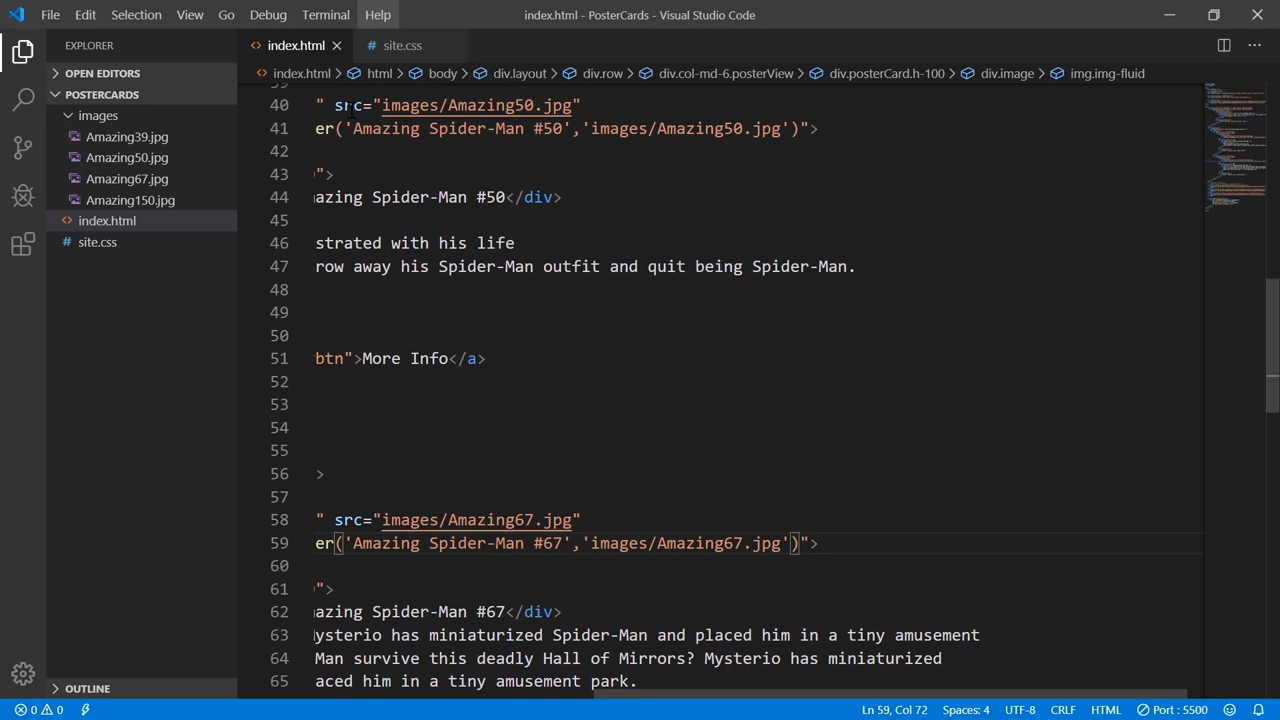 File Edit Selection View Go Debug Terminal Help
index.html - PosterCards - Visual Studio Code
EXPLORER
OPEN EDITORS
POSTERCARDS
images
Amazing39.jpg
Amazing50.jpg
Amazing67.jpg
Amazing150.jpg
index.html
site.css
OUTLINE
index.html site.css
index.html html body div.layout div.row div.col-md-6.posterView div.posterCard.h-100 div.image img.img-fluid
40 " src="images/Amazing50.jpg"
41 er('Amazing Spider-Man #50','images/Amazing50.jpg')">
42
43 ">
44 azing Spider-Man #50</div>
45
46 strated with his life
47 row away his Spider-Man outfit and quit being Spider-Man.
48
49
50
51 btn">More Info</a>
52
53
54
55
56 >
57
58 " src="images/Amazing67.jpg"
59 er('Amazing Spider-Man #67','images/Amazing67.jpg')">
60
61 ">
62 azing Spider-Man #67</div>
63 ysterio has miniaturized Spider-Man and placed him in a tiny amusement
64 Man survive this deadly Hall of Mirrors? Mysterio has miniaturized
65 aced him in a tiny amusement park.
0 0 Ln 59, Col 72 Spaces: 4 UTF-8 CRLF HTML Port : 5500